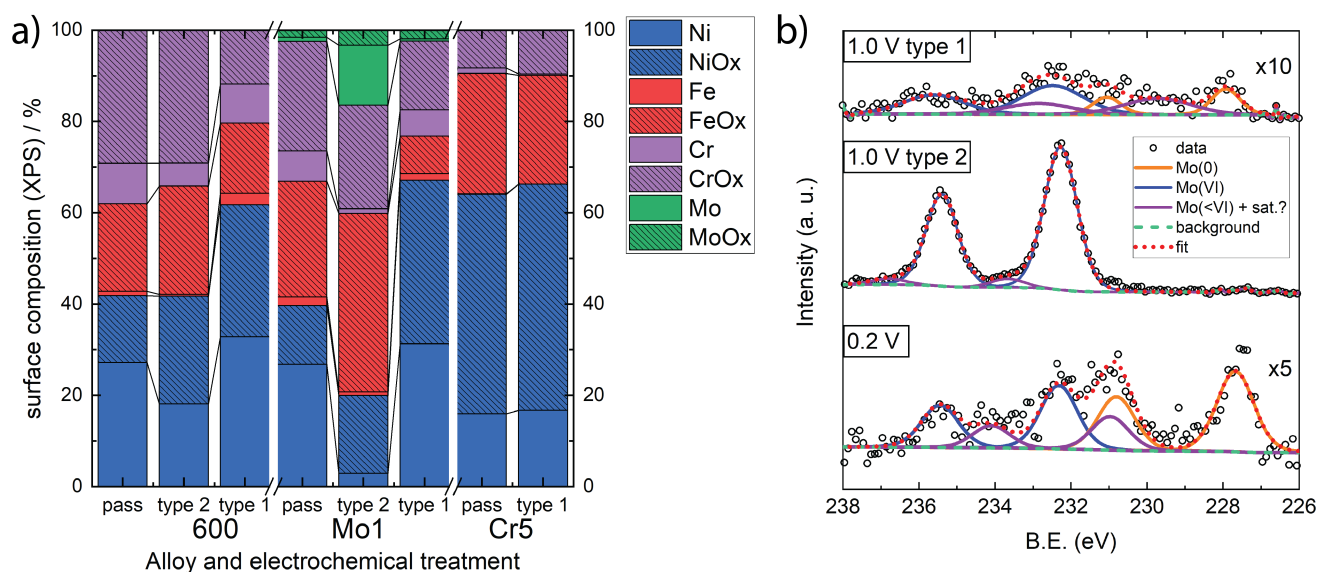 a)
surface composition (XPS) / %
100
80
60
40
20
0
100
80
60
40
20
0
pass type 2 type 1 pass type 2 type 1 pass type 1
600 Mo1 Cr5
Alloy and electrochemical treatment
Ni
NiOx
Fe
FeOx
Cr
CrOx
Mo
MoOx
b)
Intensity (a. u.)
1.0 V type 1
x10
1.0 V type 2
data
Mo(0)
Mo(VI)
Mo(<VI) + sat.?
background
fit
0.2 V
x5
238 236 234 232 230 228 226
B.E. (eV)